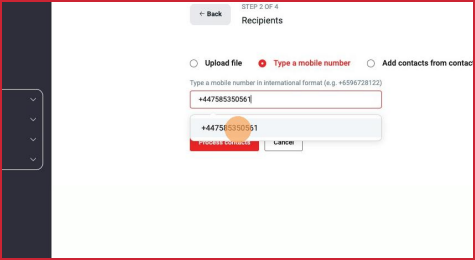 STEP 2 OF 4
← Back
Recipients
Upload file
Type a mobile number
Add contacts from contac
Type a mobile number in international format (e.g. +6596728122)
+447585350561
+447585350561
Process contacts
Cancel